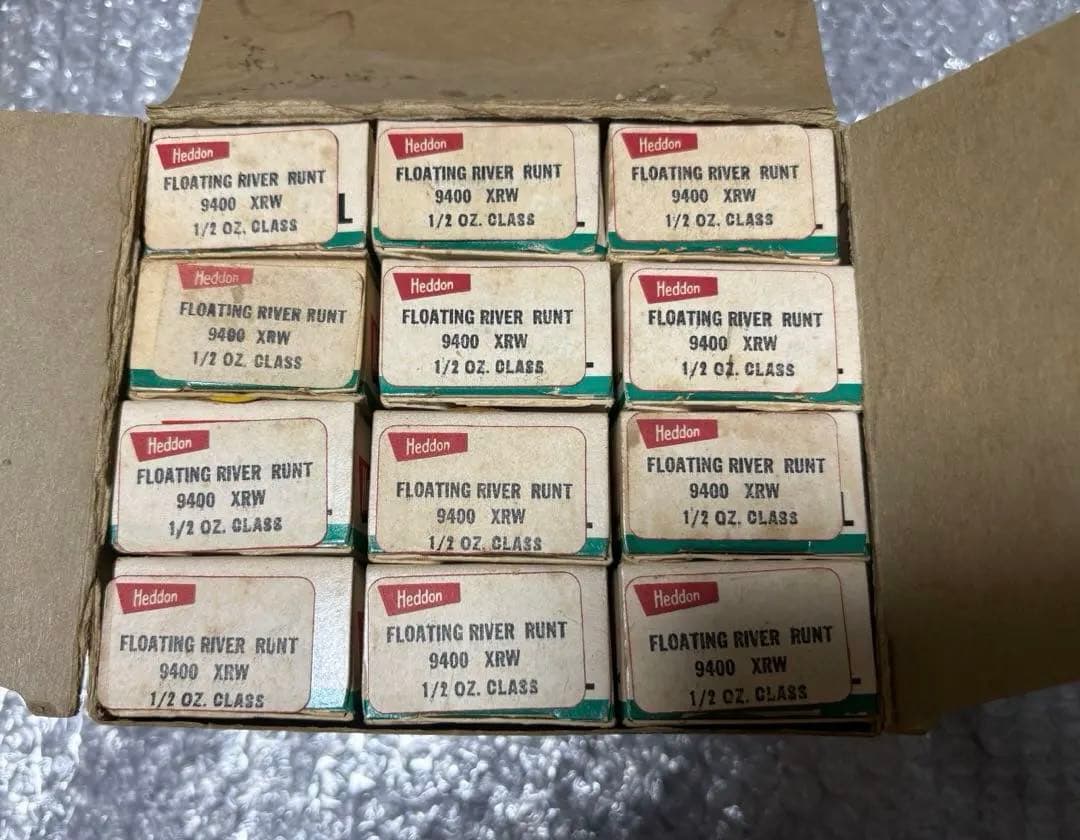 Heddon
FLOATING RIVER RUNT
9400 XRW
1/2 OZ. CLASS
L
Heddon
FLOATING RIVER RUNT
9400 XRW
1/2 OZ. CLASS
Heddon
FLOATING RIVER RUNT
9400 XRW
1/2 OZ. CLASS
Heddon
FLOATING RIVER RUNT
9400 XRW
1/2 OZ. CLASS
Heddon
FLOATING RIVER RUNT
9400 XRW
1/2 OZ. CLASS
Heddon
FLOATING RIVER RUNT
9400 XRW
1/2 OZ. CLASS
Heddon
FLOATING RIVER RUNT
9400 XRW
1/2 OZ. CLASS
Heddon
FLOATING RIVER RUNT
9400 XRW
1/2 OZ. CLASS
Heddon
FLOATING RIVER RUNT
9400 XRW
1/2 OZ. CLASS
Heddon
FLOATING RIVER RUNT
9400 XRW
1/2 OZ. CLASS
Heddon
FLOATING RIVER RUNT
9400 XRW
1/2 OZ. CLASS
Heddon
FLOATING RIVER RUNT
9400 XRW
1/2 OZ. CLASS